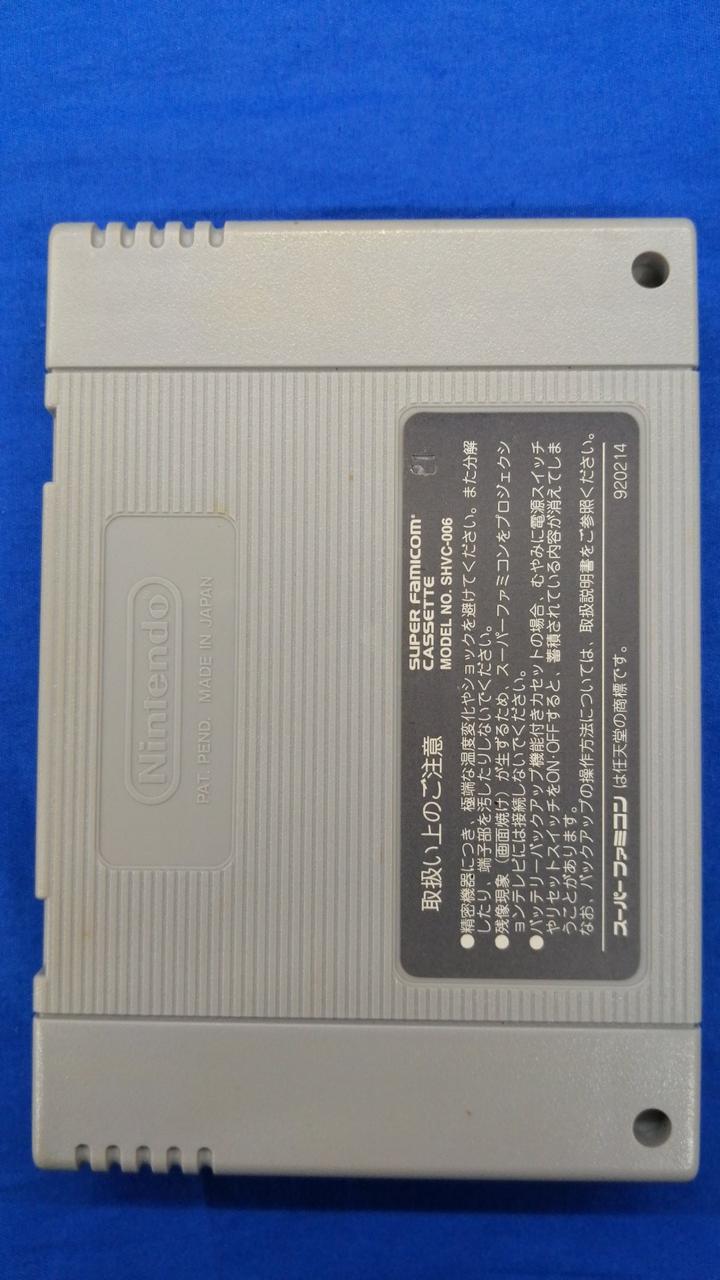 Nintendo
PAT. PEND. MADE IN JAPAN
取扱い上のご注意
SUPER FAMICOM
CASSETTE
MODEL NO. SHVC-006
●精密機器につき、極端な温度変化やショックを避けてください。また分解
したり、端子部を汚したりしないでください。
●残像現象（画面焼け）が生ずるため、スーパーファミコンをプロジェクシ
ョンテレビには接続しないでください。
●バッテリーバックアップ機能付きカセットの場合、むやみに電源スイッチ
やリセットスイッチをON・OFFすると、蓄積されている内容が消えてしま
うことがあります。
なお、バックアップの操作方法については、取扱説明書をご参照ください。
スーパーファミコン は任天堂の商標です。 920214